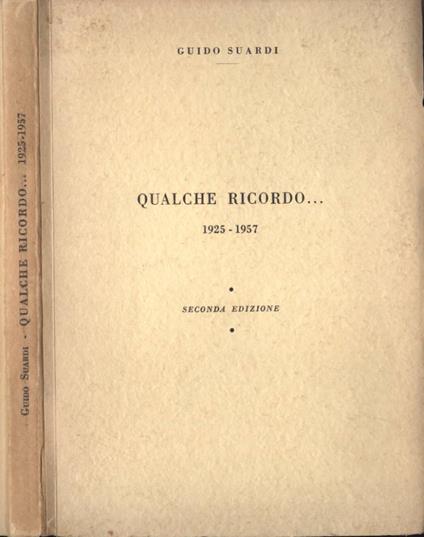 GUIDO SUARDI - QUALCHE RICORDO... 1925-1957
GUIDO SUARDI
QUALCHE RICORDO...
1925 - 1957
SECONDA EDIZIONE